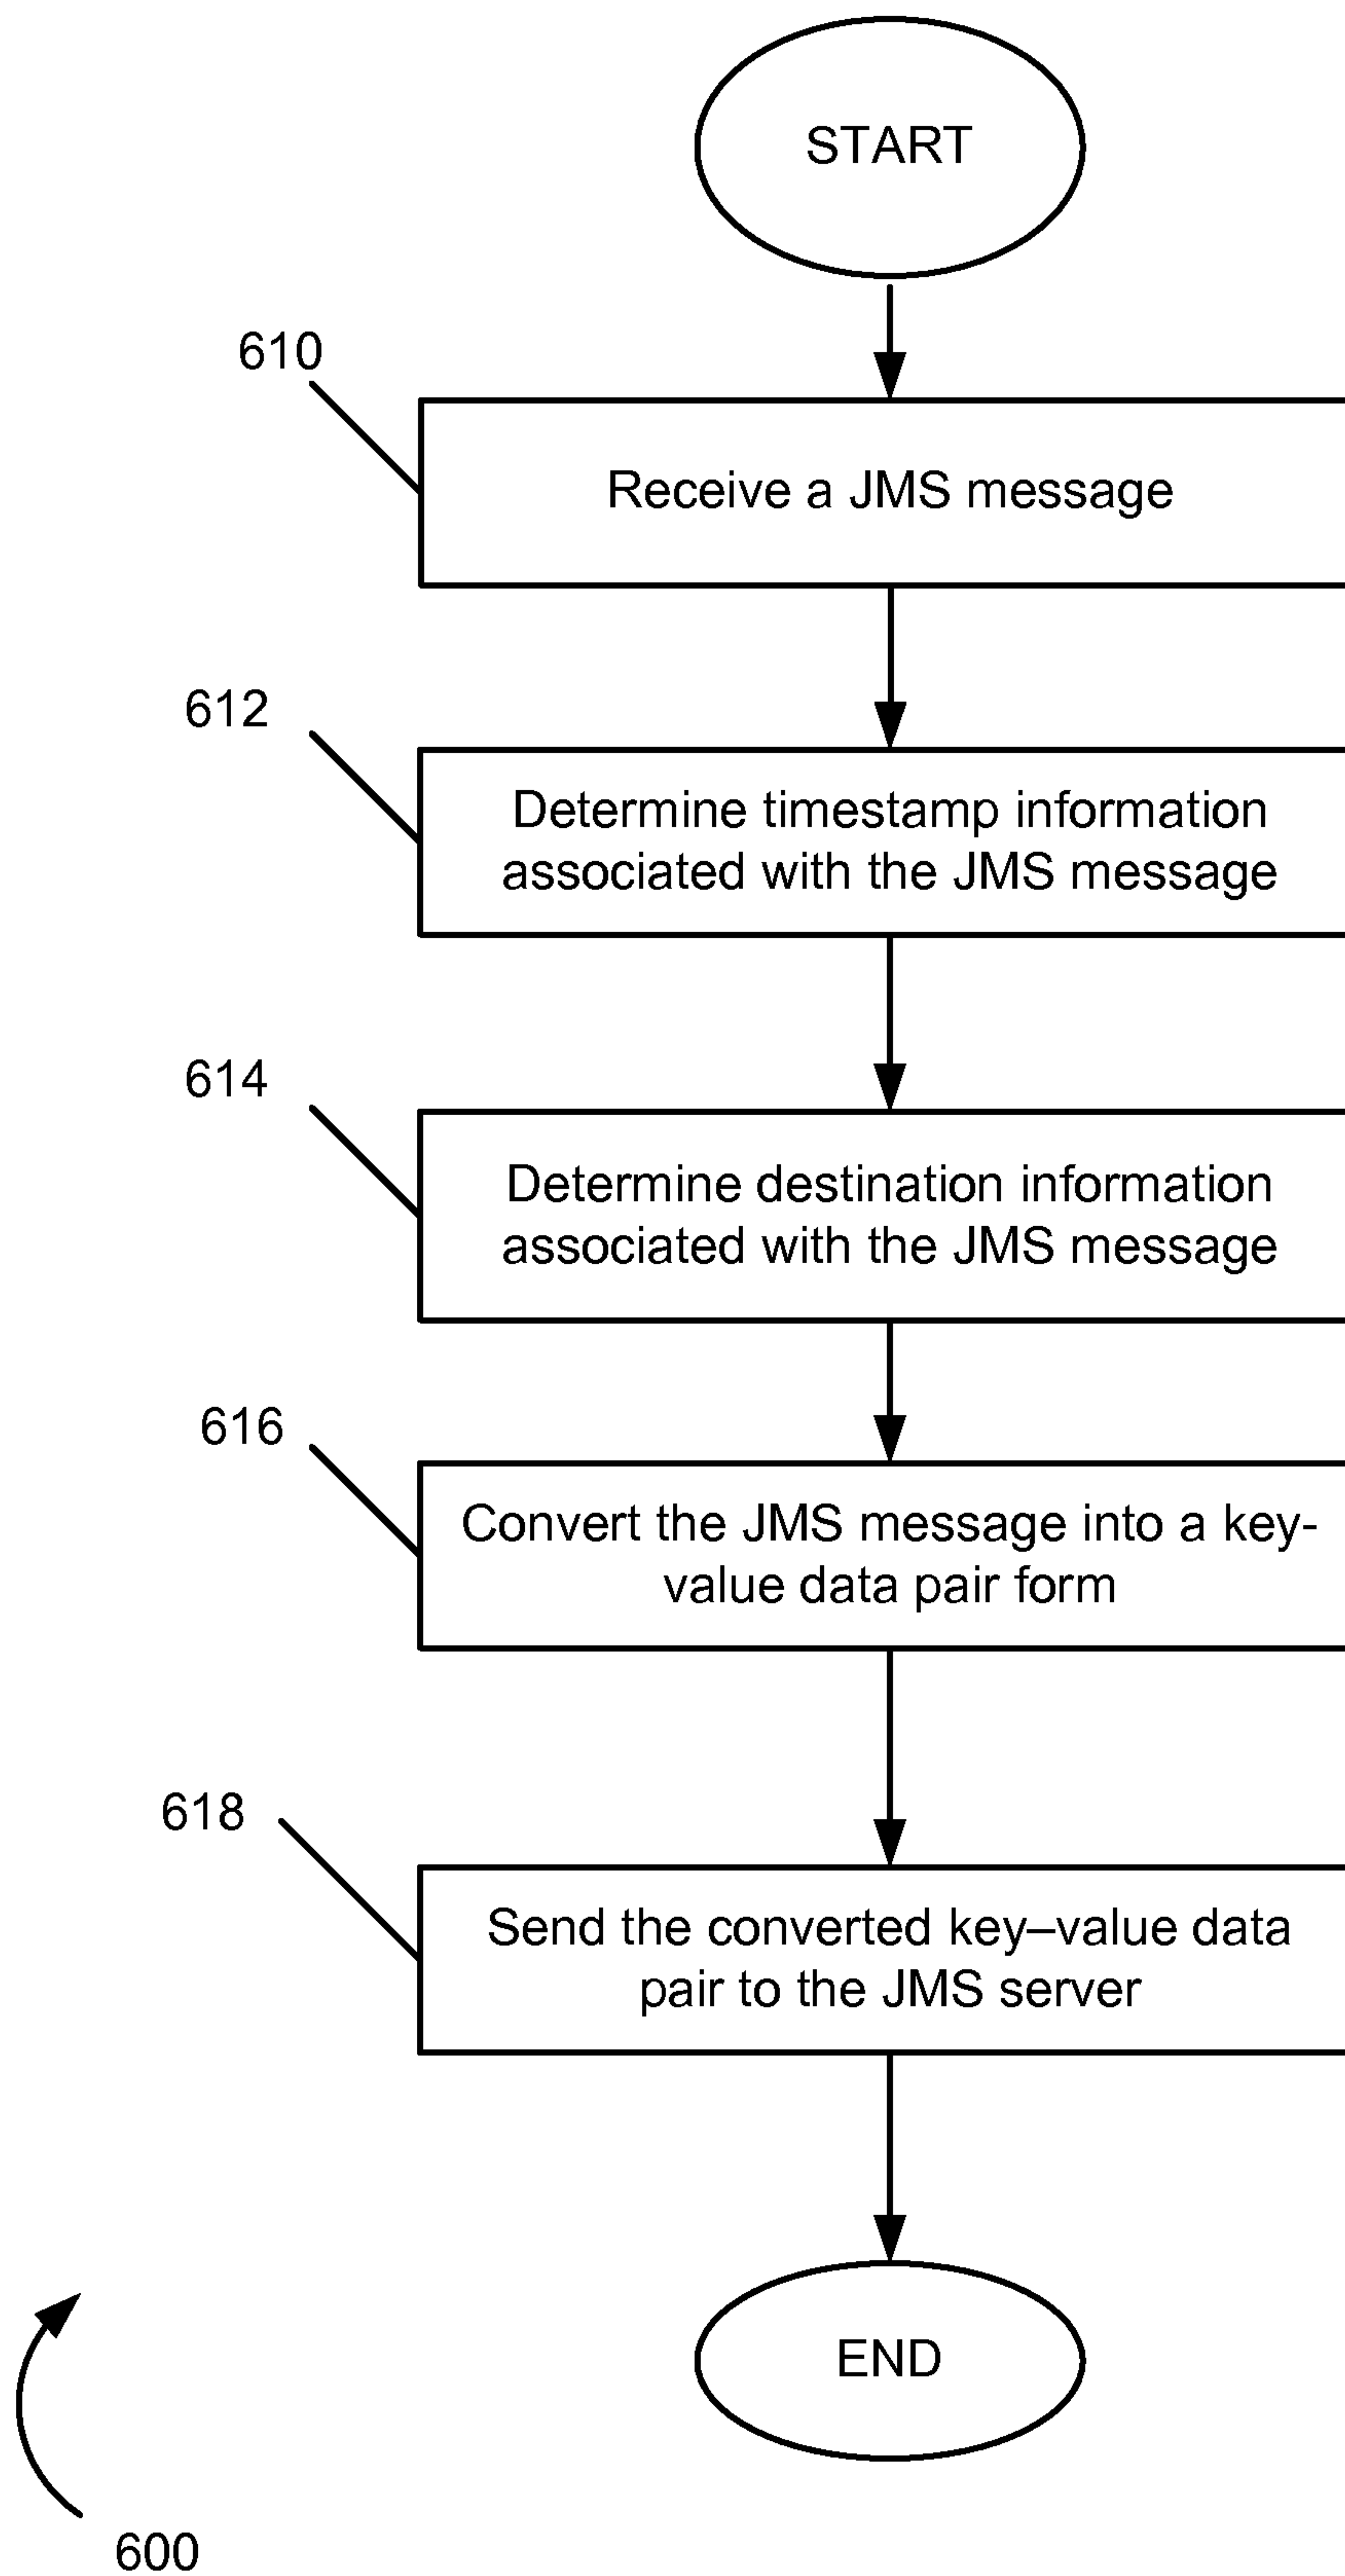 START
610
Receive a JMS message
612
Determine timestamp information
associated with the JMS message
614
Determine destination information
associated with the JMS message
616
Convert the JMS message into a key-
value data pair form
618
Send the converted key–value data
pair to the JMS server
END
600